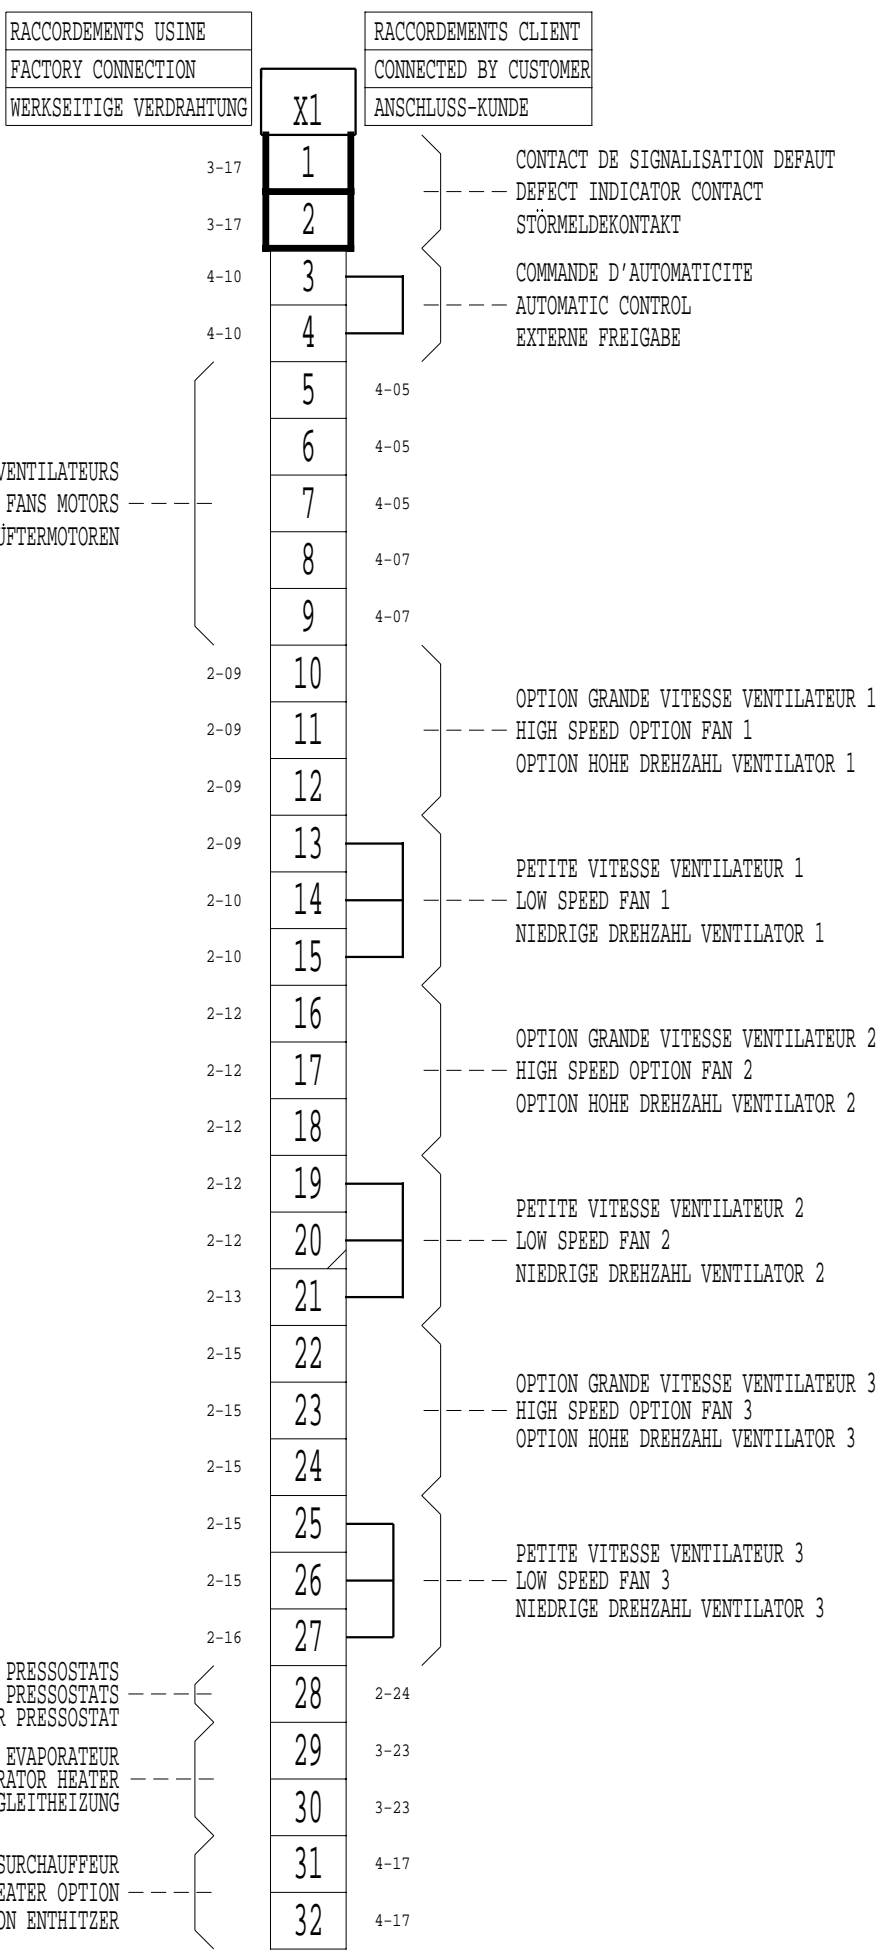 RACCORDEMENTS USINE
FACTORY CONNECTION
WERKSEITIGE VERDRAHTUNG
X1
RACCORDEMENTS CLIENT
CONNECTED BY CUSTOMER
ANSCHLUSS-KUNDE
3-17 1
3-17 2
CONTACT DE SIGNALISATION DEFAUT
DEFECT INDICATOR CONTACT
STÖRMELDEKONTAKT
4-10 3
4-10 4
COMMANDE D'AUTOMATICITE
AUTOMATIC CONTROL
EXTERNE FREIGABE
5 4-05
6 4-05
7 4-05
8 4-07
9 4-07
VENTILATEURS
FANS MOTORS
ÜFTERMOTOREN
2-09 10
2-09 11
2-09 12
OPTION GRANDE VITESSE VENTILATEUR 1
HIGH SPEED OPTION FAN 1
OPTION HOHE DREHZAHL VENTILATOR 1
2-09 13
2-10 14
2-10 15
PETITE VITESSE VENTILATEUR 1
LOW SPEED FAN 1
NIEDRIGE DREHZAHL VENTILATOR 1
2-12 16
2-12 17
2-12 18
OPTION GRANDE VITESSE VENTILATEUR 2
HIGH SPEED OPTION FAN 2
OPTION HOHE DREHZAHL VENTILATOR 2
2-12 19
2-12 20
2-13 21
PETITE VITESSE VENTILATEUR 2
LOW SPEED FAN 2
NIEDRIGE DREHZAHL VENTILATOR 2
2-15 22
2-15 23
2-15 24
OPTION GRANDE VITESSE VENTILATEUR 3
HIGH SPEED OPTION FAN 3
OPTION HOHE DREHZAHL VENTILATOR 3
2-15 25
2-15 26
2-16 27
PETITE VITESSE VENTILATEUR 3
LOW SPEED FAN 3
NIEDRIGE DREHZAHL VENTILATOR 3
PRESSOSTATS
PRESSOSTATS
R PRESSOSTAT
28 2-24
EVAPORATEUR
RATOR HEATER
GLEITHEIZUNG
29 3-23
30 3-23
SURCHAUFFEUR
EATER OPTION
ON ENTHITZER
31 4-17
32 4-17